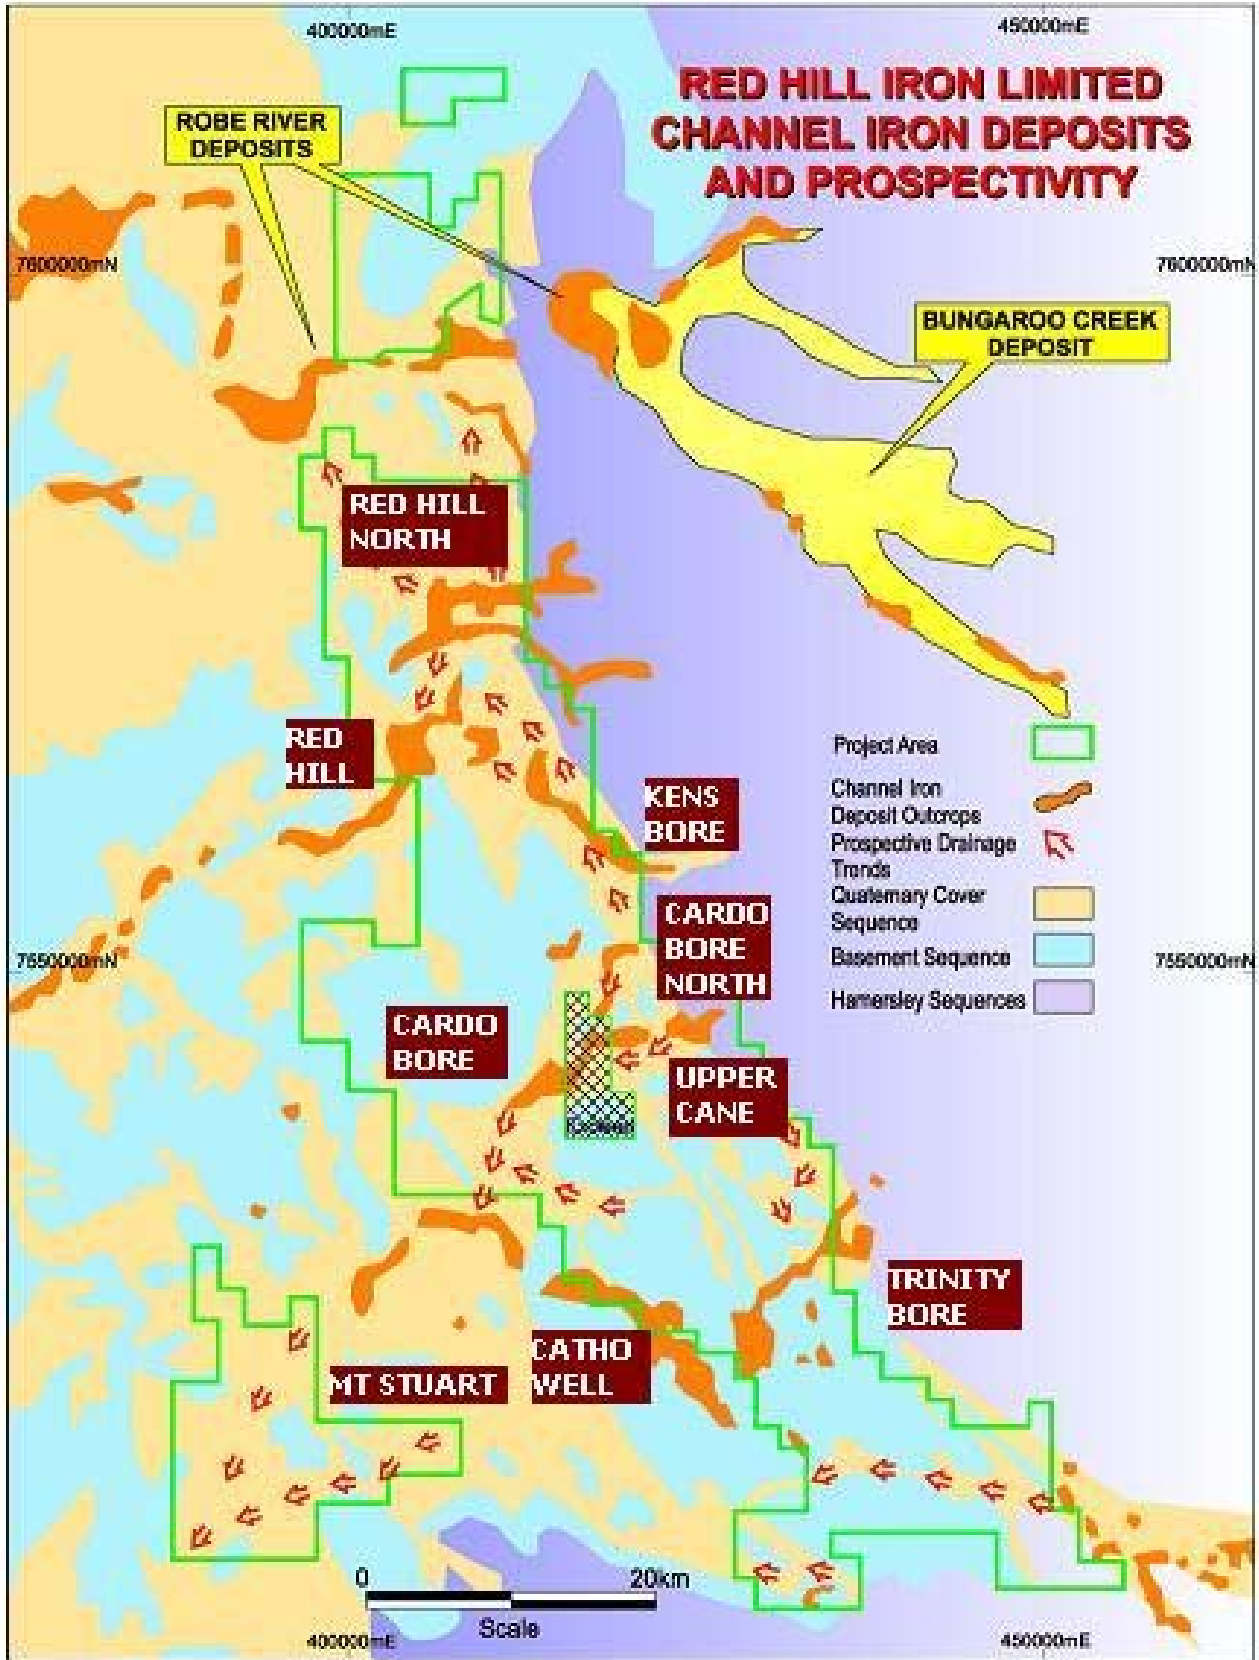 400000mE
450000mE
RED HILL IRON LIMITED
CHANNEL IRON DEPOSITS
AND PROSPECTIVITY
ROBE RIVER
DEPOSITS
7600000mN
7600000mN
BUNGAROO CREEK
DEPOSIT
RED HILL
NORTH
RED
HILL
KENS
BORE
CARDO
BORE
NORTH
CARDO
BORE
UPPER
CANE
Project Area
Channel Iron
Deposit Outcrops
Prospective Drainage
Trends
Quaternary Cover
Sequence
Basement Sequence
Hamersley Sequences
7550000mN
7550000mN
TRINITY
BORE
CATHO
WELL
MT STUART
0
20km
Scale
400000mE
450000mE